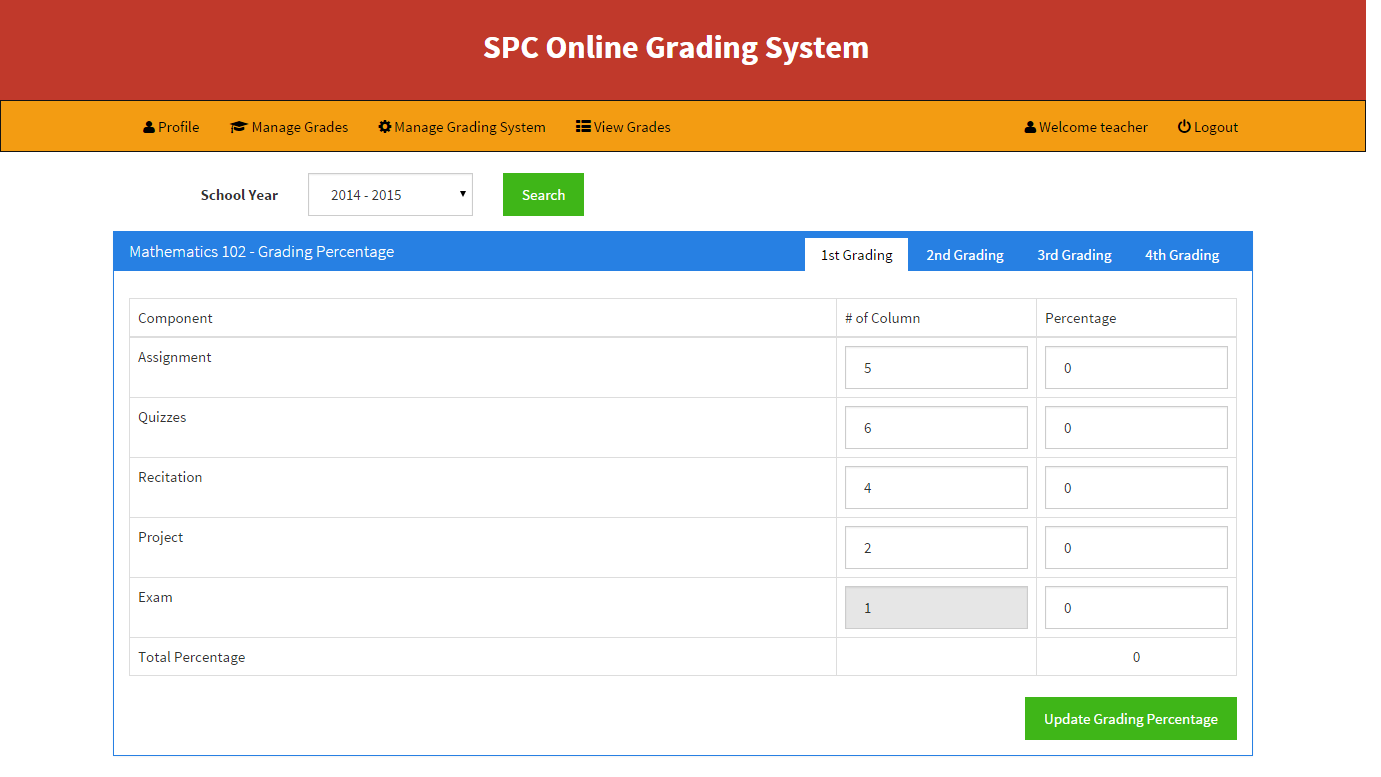 SPC Online Grading System
Profile Manage Grades Manage Grading System View Grades Welcome teacher Logout
School Year 2014 - 2015 Search
Mathematics 102 - Grading Percentage 1st Grading 2nd Grading 3rd Grading 4th Grading
Component # of Column Percentage
Assignment 5 0
Quizzes 6 0
Recitation 4 0
Project 2 0
Exam 1 0
Total Percentage 0
Update Grading Percentage